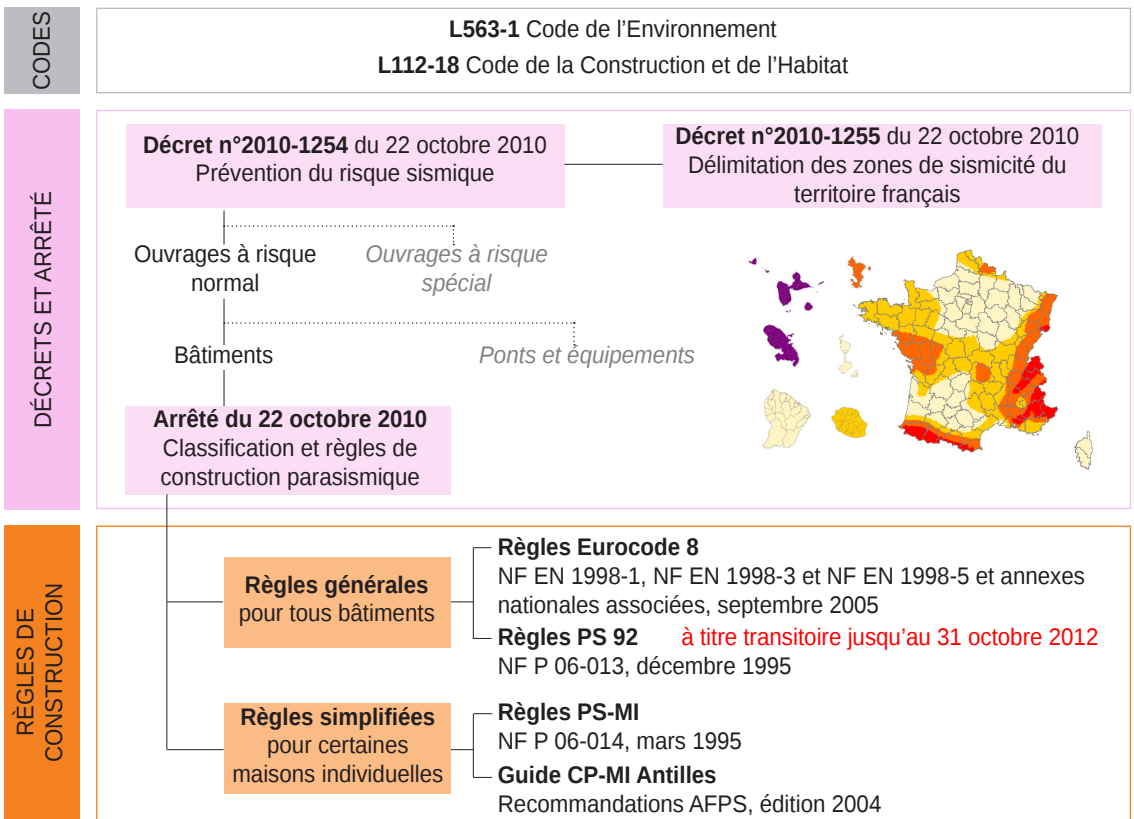 CODES
L563-1 Code de l'Environnement
L112-18 Code de la Construction et de l'Habitat
DÉCRETS ET ARRÊTÉ
Décret n°2010-1254 du 22 octobre 2010
Prévention du risque sismique
Décret n°2010-1255 du 22 octobre 2010
Délimitation des zones de sismicité du
territoire français
Ouvrages à risque
normal
Ouvrages à risque
spécial
Bâtiments
Ponts et équipements
Arrêté du 22 octobre 2010
Classification et règles de
construction parasismique
RÈGLES DE
CONSTRUCTION
Règles générales
pour tous bâtiments
Règles Eurocode 8
NF EN 1998-1, NF EN 1998-3 et NF EN 1998-5 et annexes
nationales associées, septembre 2005
Règles PS 92 à titre transitoire jusqu'au 31 octobre 2012
NF P 06-013, décembre 1995
Règles simplifiées
pour certaines
maisons individuelles
Règles PS-MI
NF P 06-014, mars 1995
Guide CP-MI Antilles
Recommandations AFPS, édition 2004